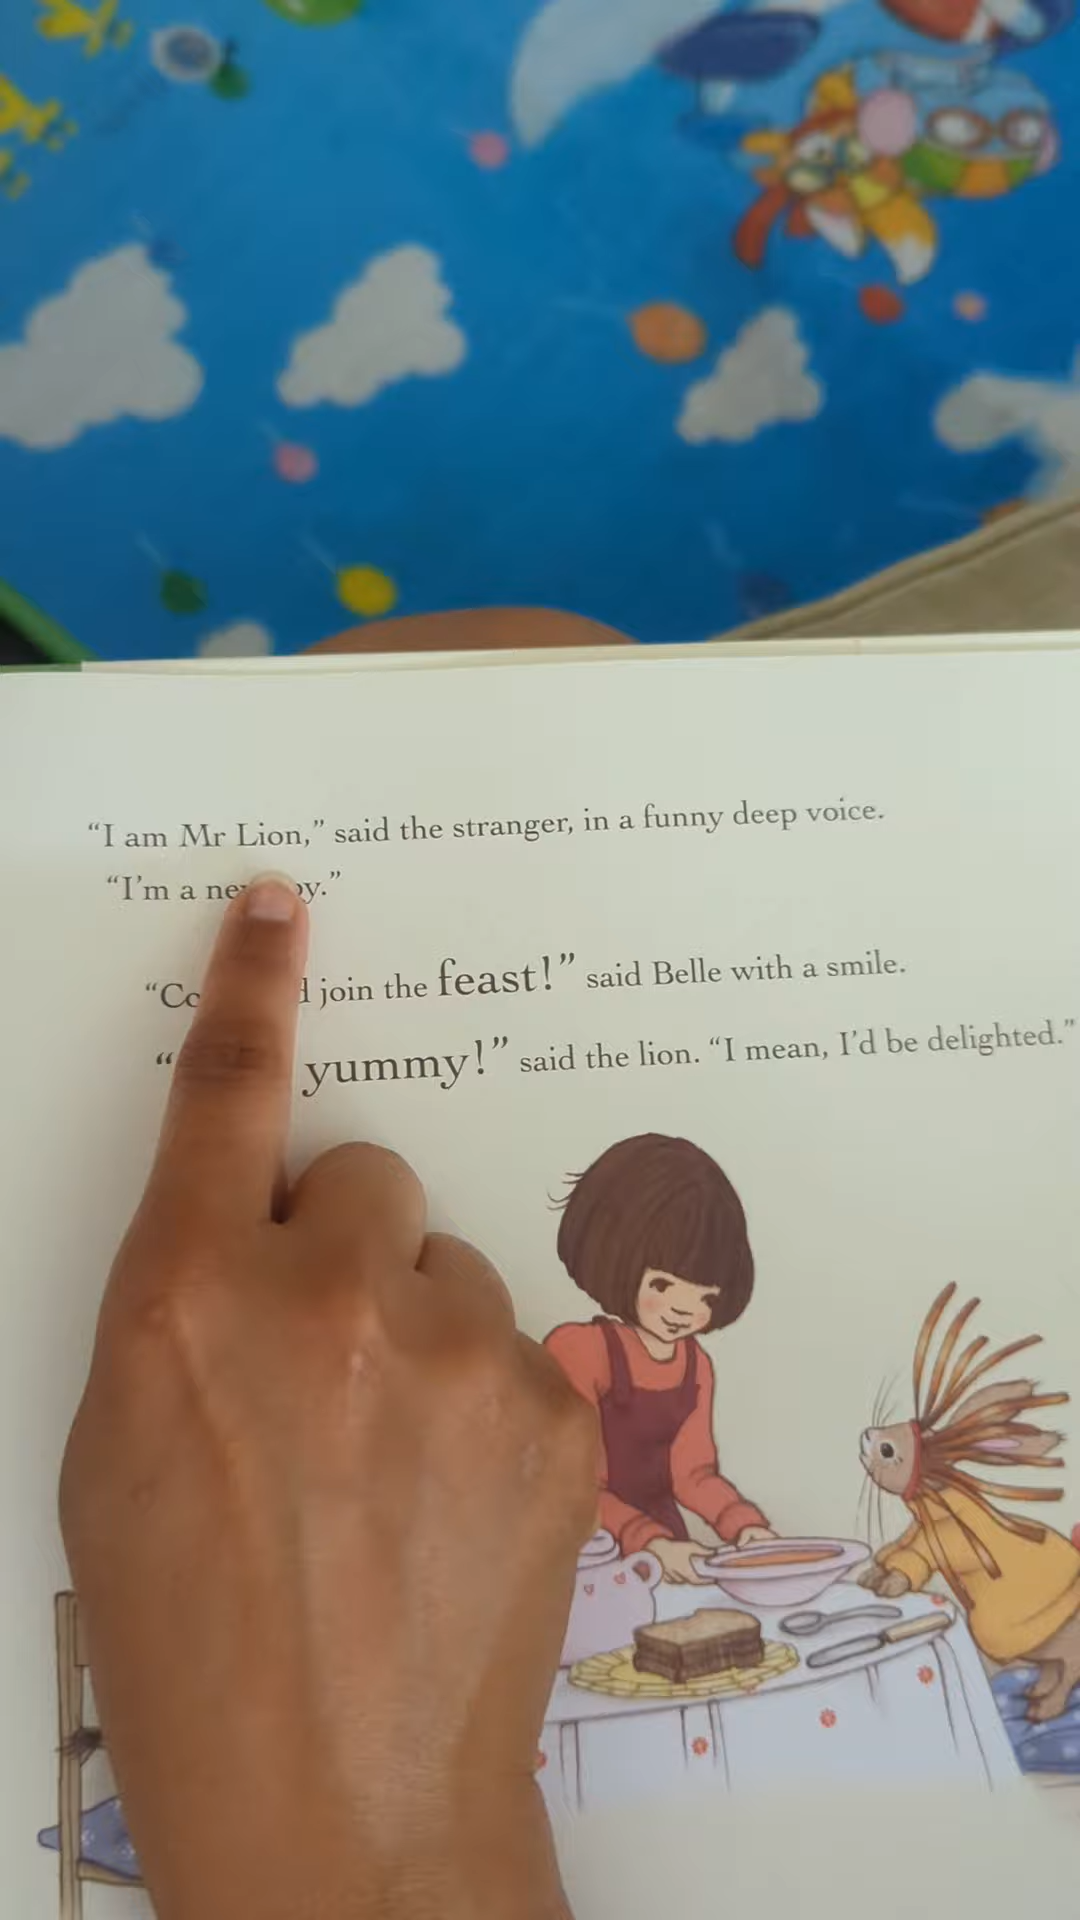 “I am Mr Lion,” said the stranger, in a funny deep voice.
“I'm a
join the feast!” said Belle with a smile.
yummy!” said the lion. “I mean, I'd be delighted.”